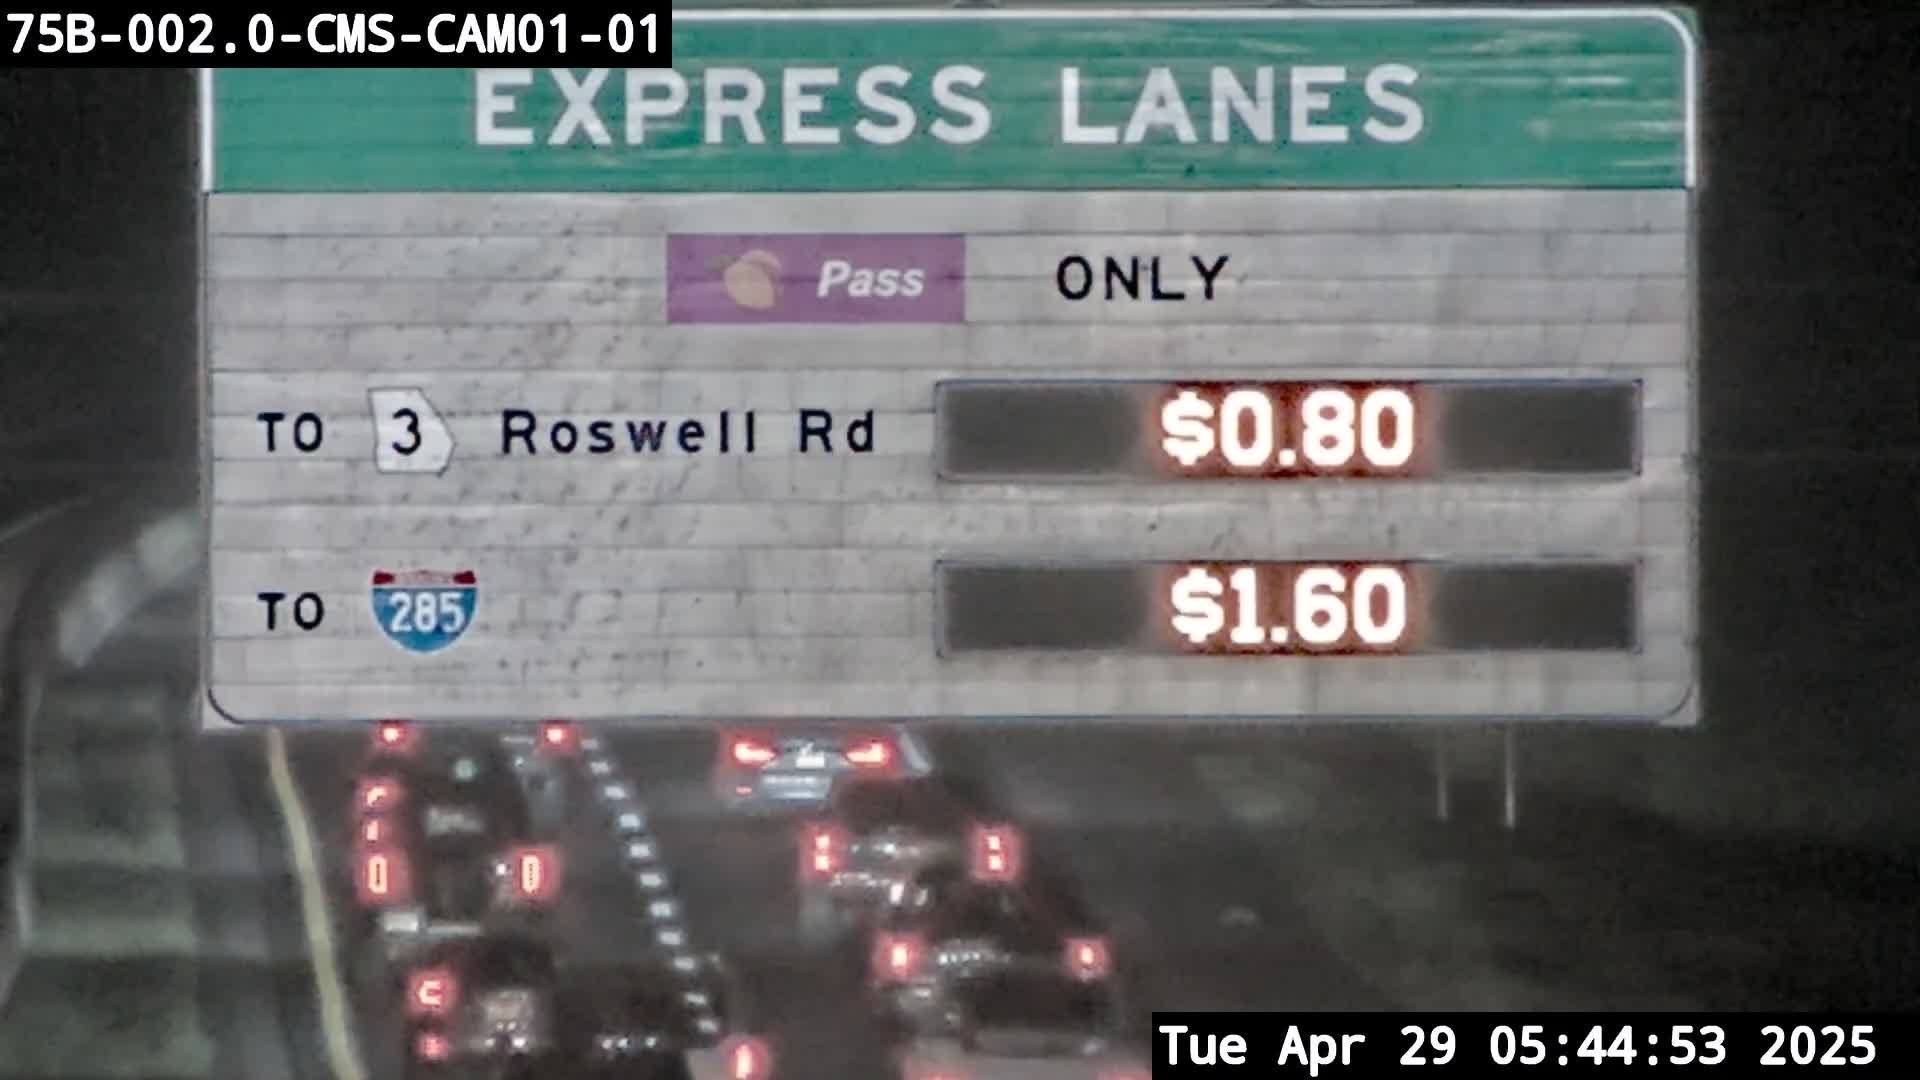 75B-002.0-CMS-CAM01-01
EXPRESS LANES
Pass ONLY
TO 3 Roswell Rd $0.80
TO 285 $1.60
Tue Apr 29 05:44:53 2025